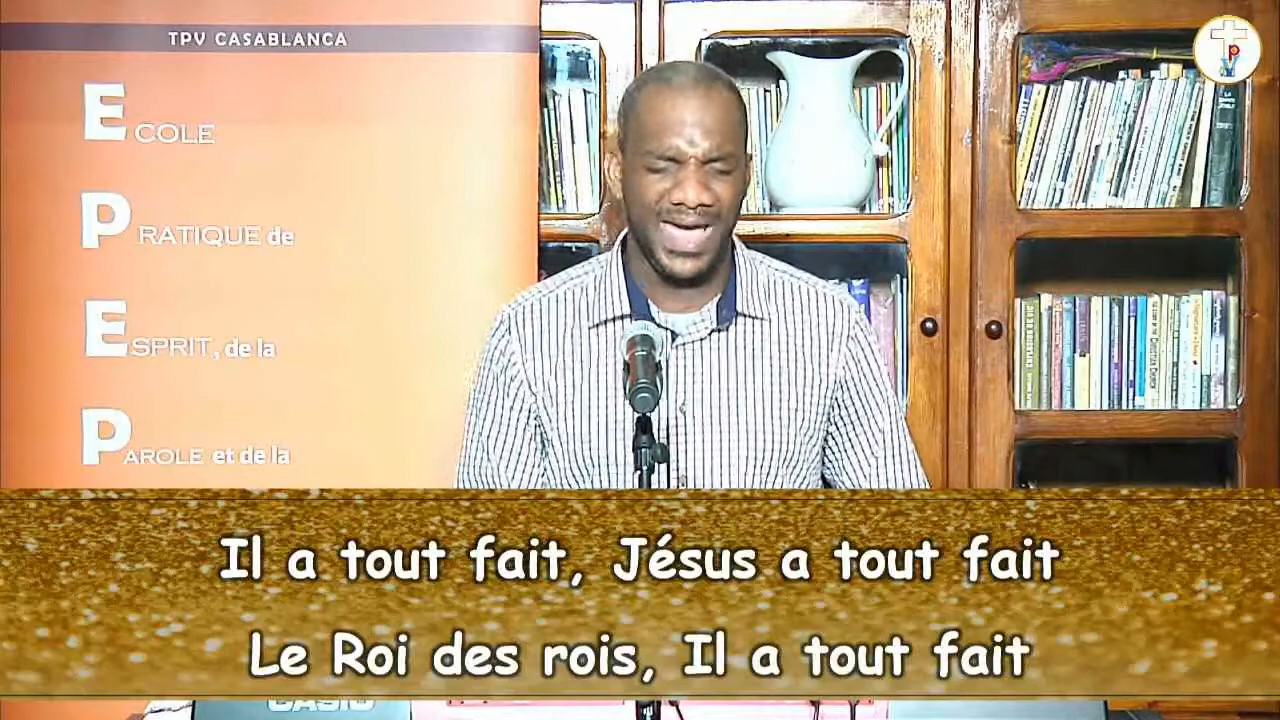 TPV CASABLANCA
ECOLE
PRATIQUE de
ESPRIT, de la
PAROLE et de la
Il a tout fait, Jésus a tout fait
Le Roi des rois, Il a tout fait
CASIO